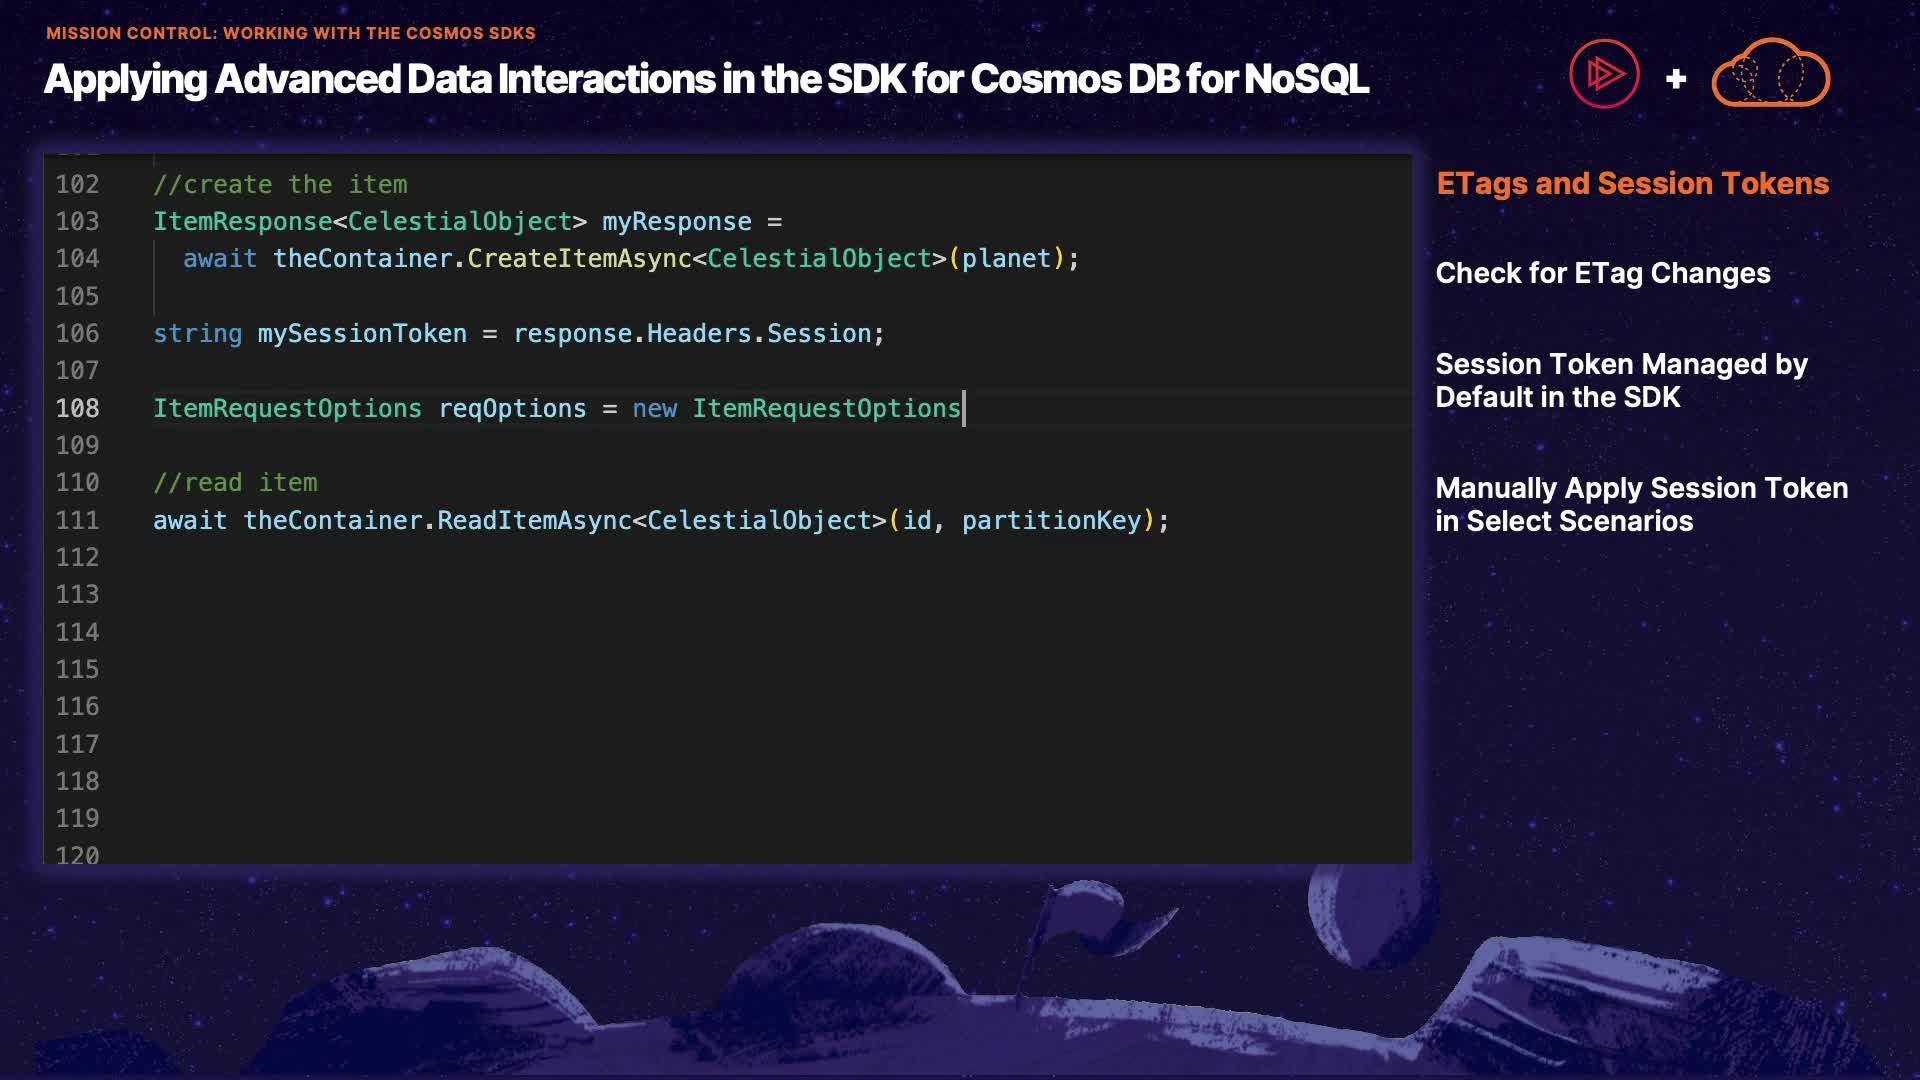 MISSION CONTROL: WORKING WITH THE COSMOS SDKS
Applying Advanced Data Interactions in the SDK for Cosmos DB for NoSQL
102 //create the item
103 ItemResponse<CelestialObject> myResponse =
104 await theContainer.CreateItemAsync<CelestialObject>(planet);
105
106 string mySessionToken = response.Headers.Session;
107
108 ItemRequestOptions reqOptions = new ItemRequestOptions
109
110 //read item
111 await theContainer.ReadItemAsync<CelestialObject>(id, partitionKey);
112
113
114
115
116
117
118
119
120
ETags and Session Tokens
Check for ETag Changes
Session Token Managed by
Default in the SDK
Manually Apply Session Token
in Select Scenarios